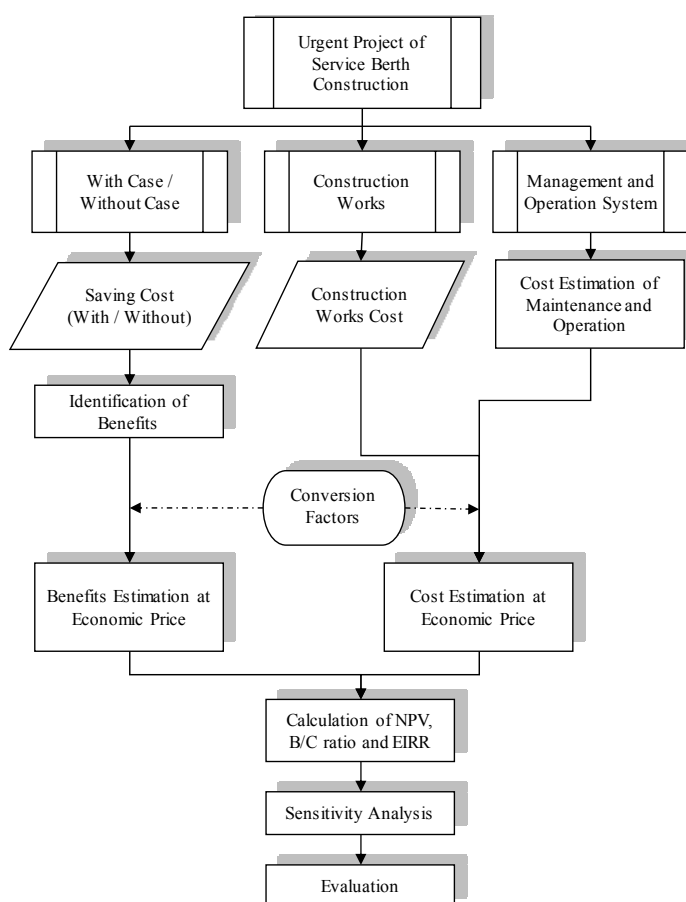 Urgent Project of
Service Berth
Construction
With Case /
Without Case
Construction
Works
Management and
Operation System
Saving Cost
(With / Without)
Construction
Works Cost
Cost Estimation of
Maintenance and
Operation
Identification of
Benefits
Conversion
Factors
Benefits Estimation at
Economic Price
Cost Estimation at
Economic Price
Calculation of NPV,
B/C ratio and EIRR
Sensitivity Analysis
Evaluation